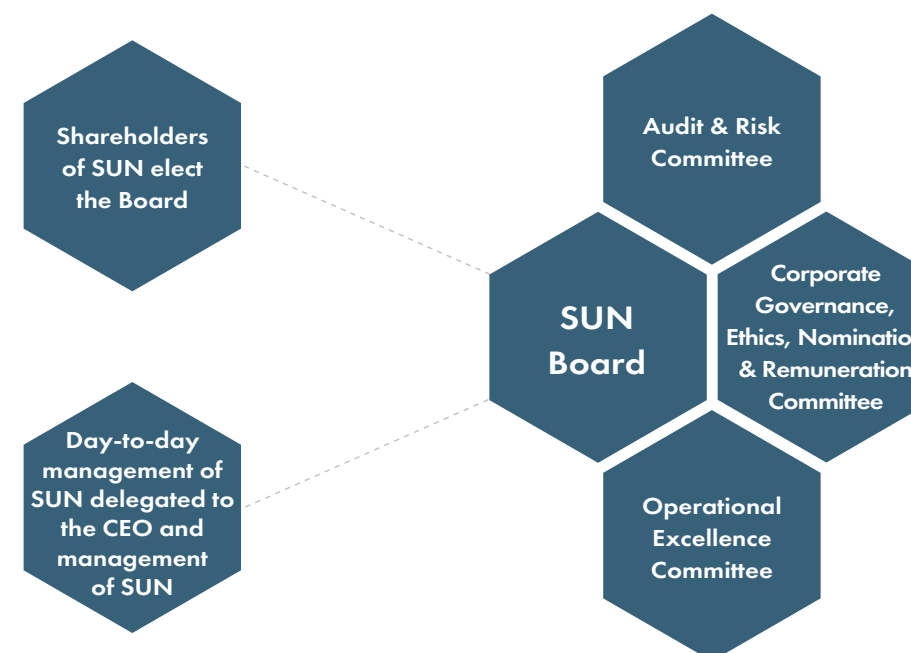 Shareholders
of SUN elect
the Board
Day-to-day
management of
SUN delegated to
the CEO and
management
of SUN
SUN
Board
Audit & Risk
Committee
Corporate
Governance,
Ethics, Nominatio
& Remuneration
Committee
Operational
Excellence
Committee